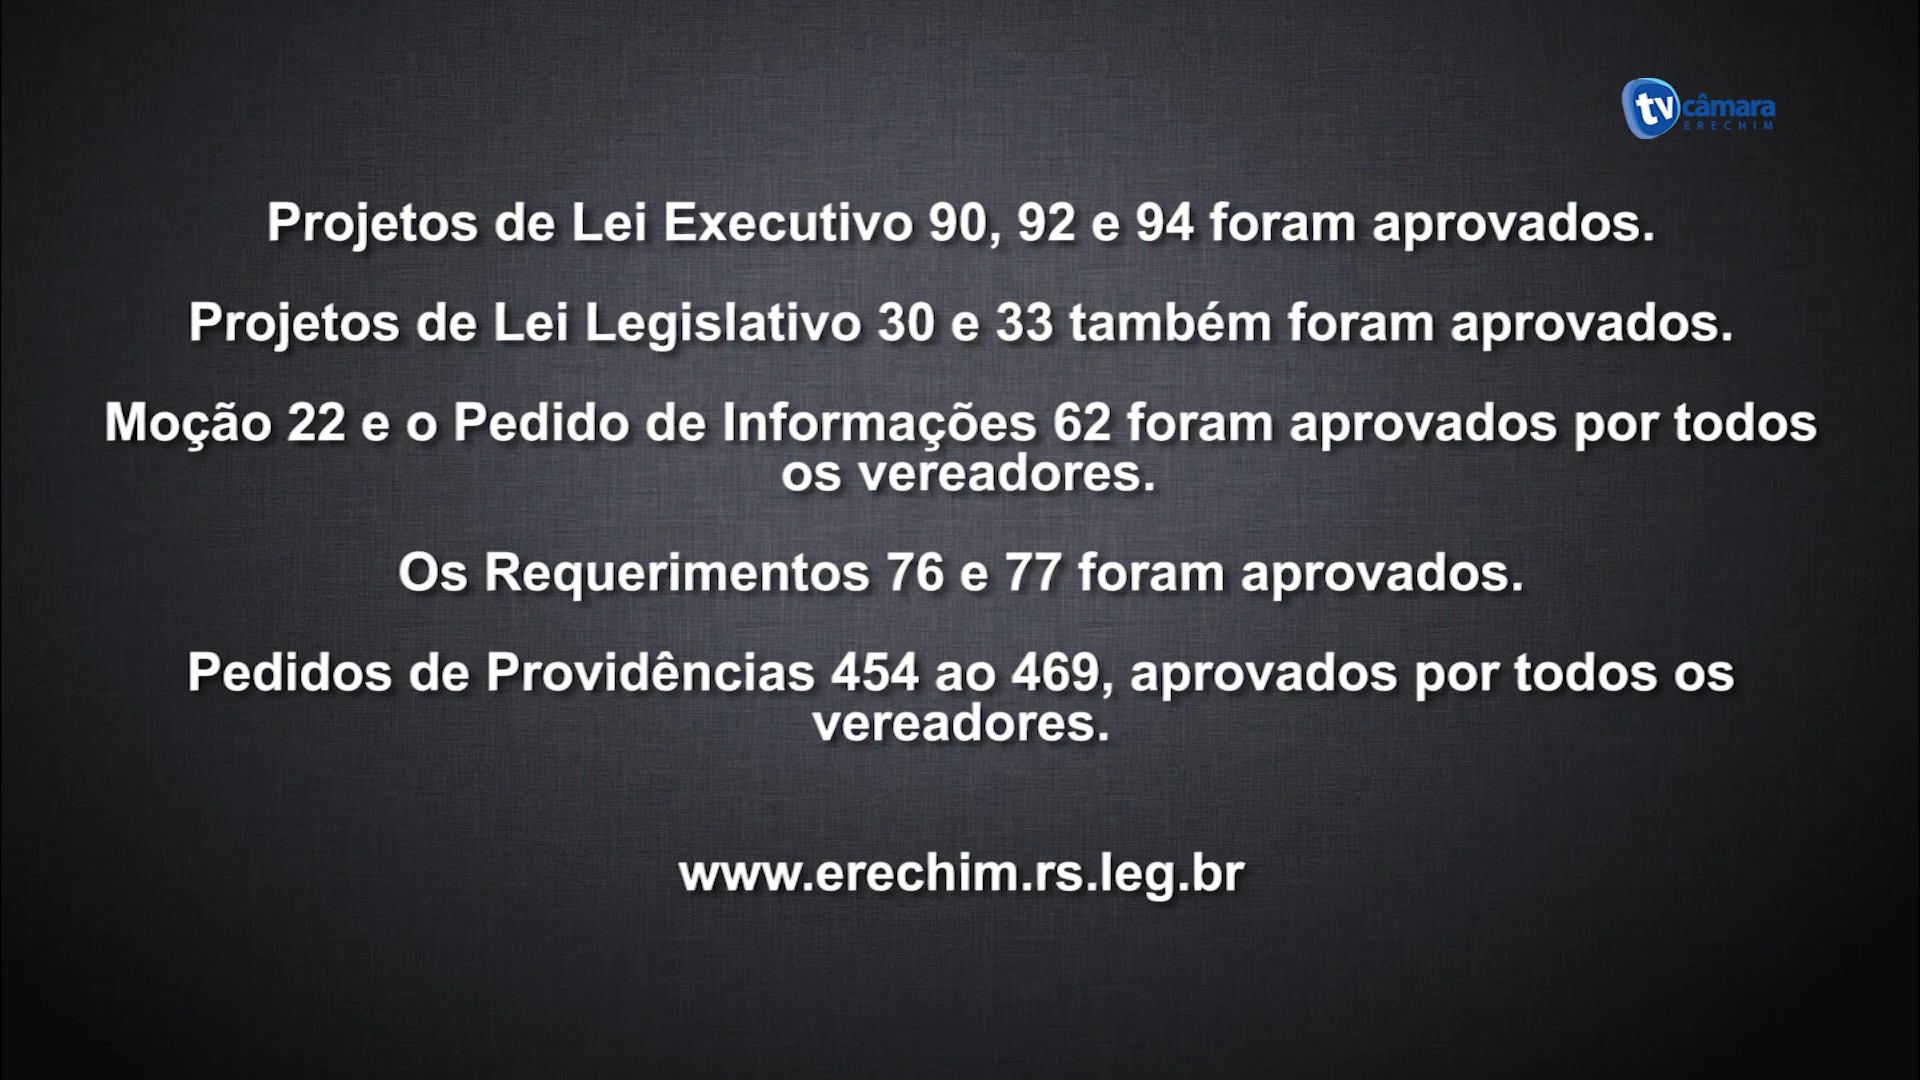 tv câmara
ERECHIM
Projetos de Lei Executivo 90, 92 e 94 foram aprovados.
Projetos de Lei Legislativo 30 e 33 também foram aprovados.
Moção 22 e o Pedido de Informações 62 foram aprovados por todos
os vereadores.
Os Requerimentos 76 e 77 foram aprovados.
Pedidos de Providências 454 ao 469, aprovados por todos os
vereadores.
www.erechim.rs.leg.br